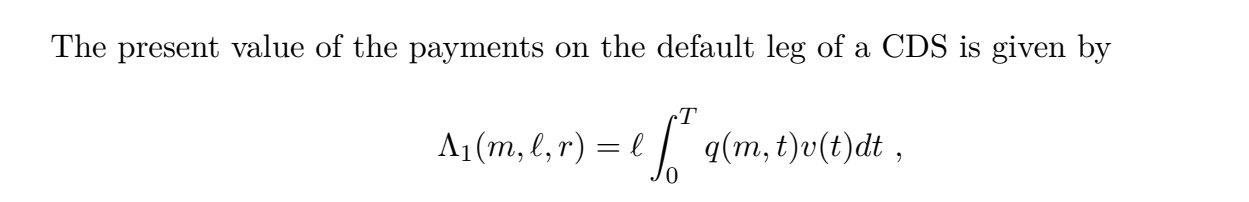 The present value of the payments on the default leg of a CDS is given by
Λ₁(m, ℓ, r) = ℓ ∫₀ᵀ q(m, t)v(t)dt ,